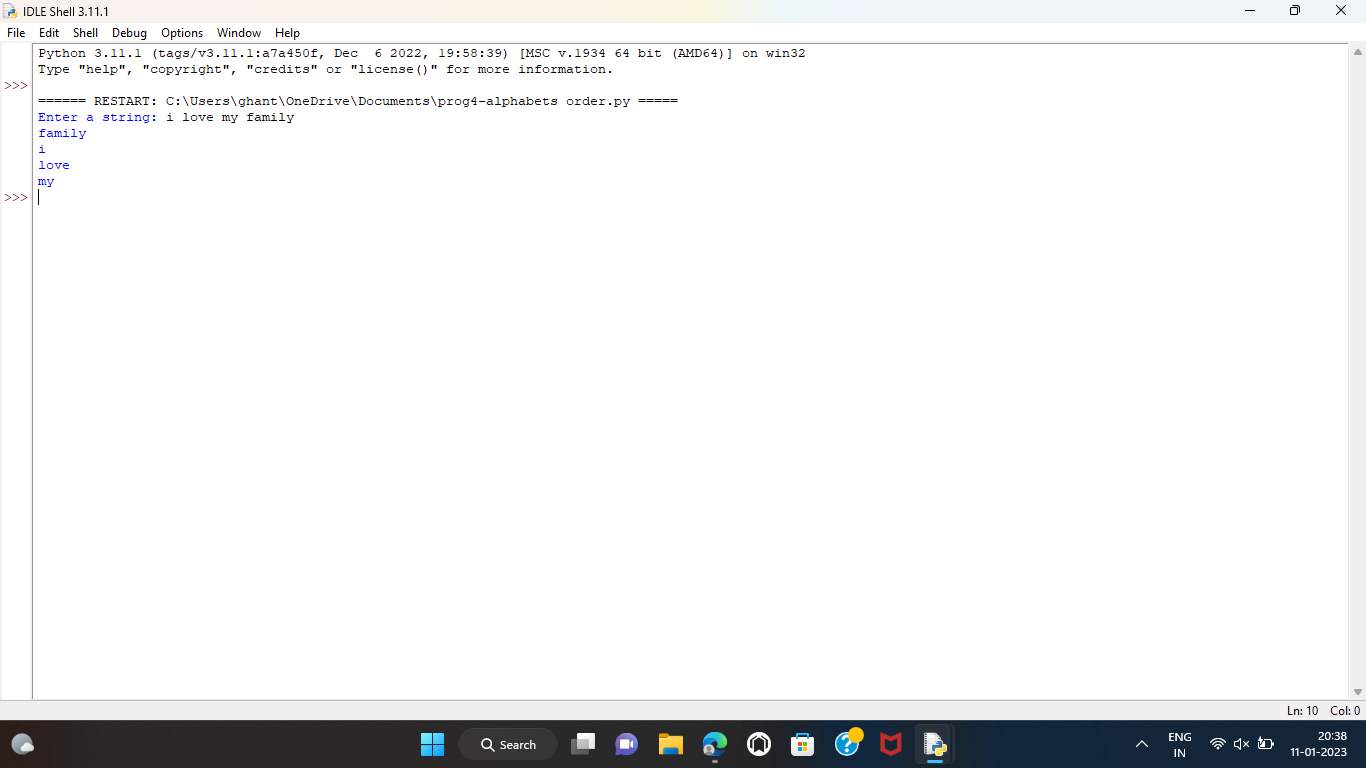 IDLE Shell 3.11.1
File Edit Shell Debug Options Window Help
Python 3.11.1 (tags/v3.11.1:a7a450f, Dec  6 2022, 19:58:39) [MSC v.1934 64 bit (AMD64)] on win32
Type "help", "copyright", "credits" or "license()" for more information.
>>>
====== RESTART: C:\Users\ghant\OneDrive\Documents\prog4-alphabets order.py =====
Enter a string: i love my family
family
i
love
my
>>>
Ln: 10 Col: 0
Search
ENG
IN
20:38
11-01-2023